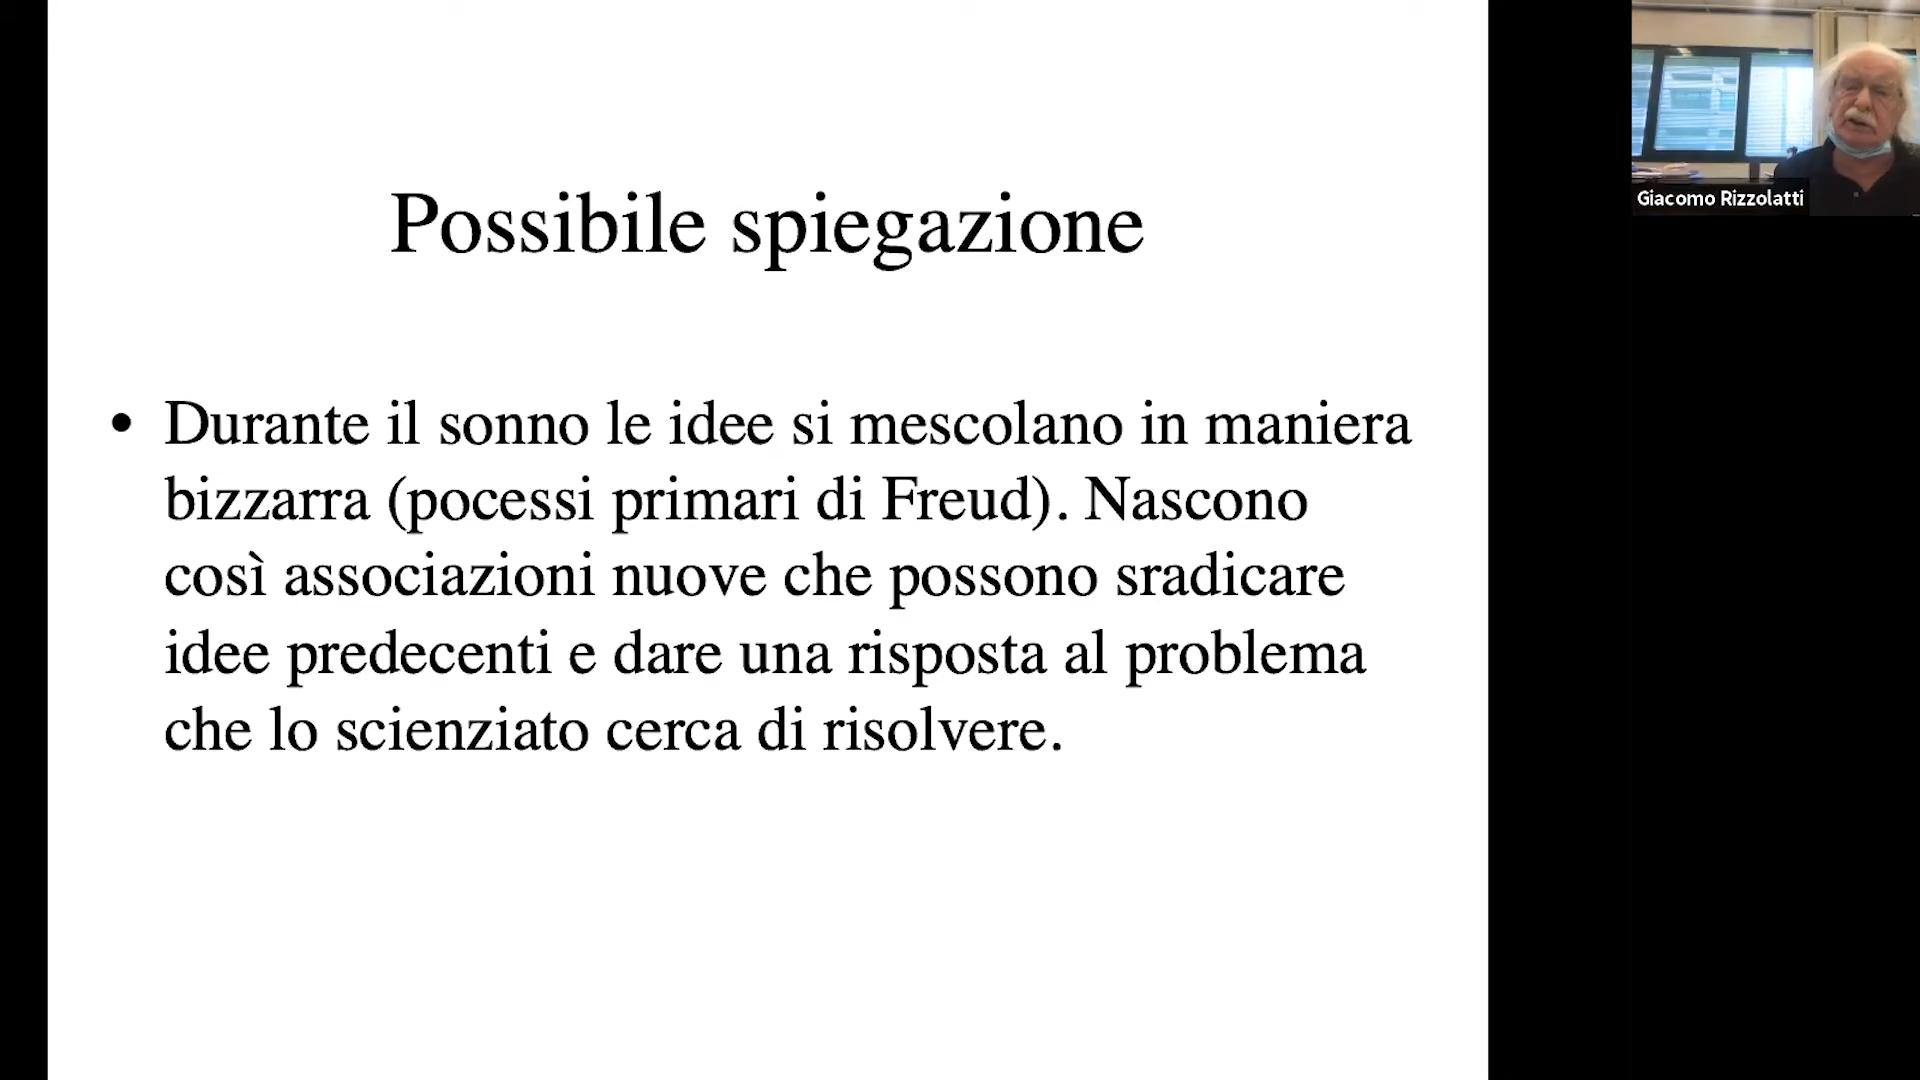 Possibile spiegazione
• Durante il sonno le idee si mescolano in maniera
bizzarra (pocessi primari di Freud). Nascono
così associazioni nuove che possono sradicare
idee predecenti e dare una risposta al problema
che lo scienziato cerca di risolvere.
Giacomo Rizzolatti